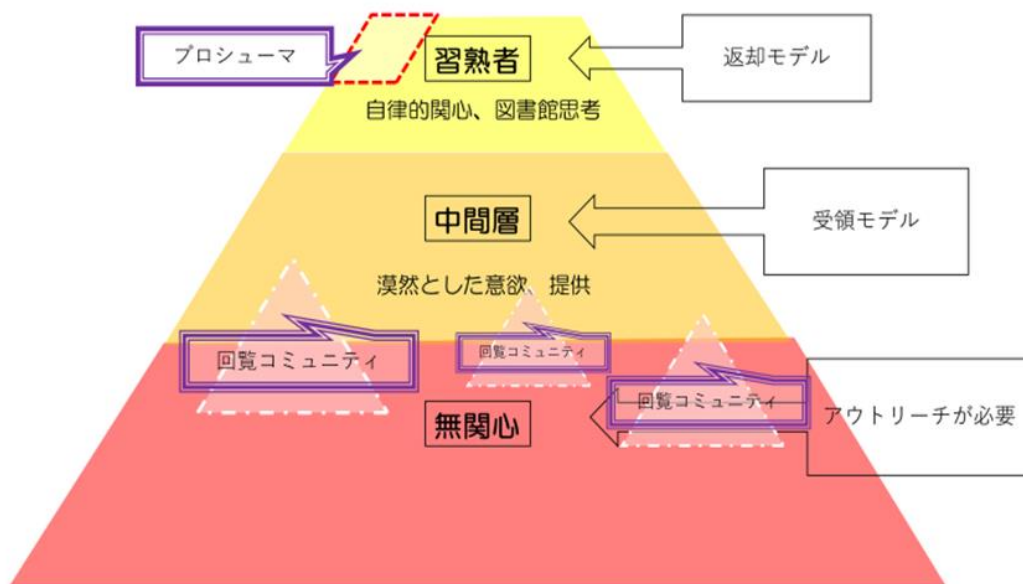 プロシューマ
習熟者
返却モデル
自律的関心、図書館思考
中間層
受領モデル
漠然とした意欲、提供
回覧コミュニティ
回覧コミュニティ
回覧コミュニティ
アウトリーチが必要
無関心